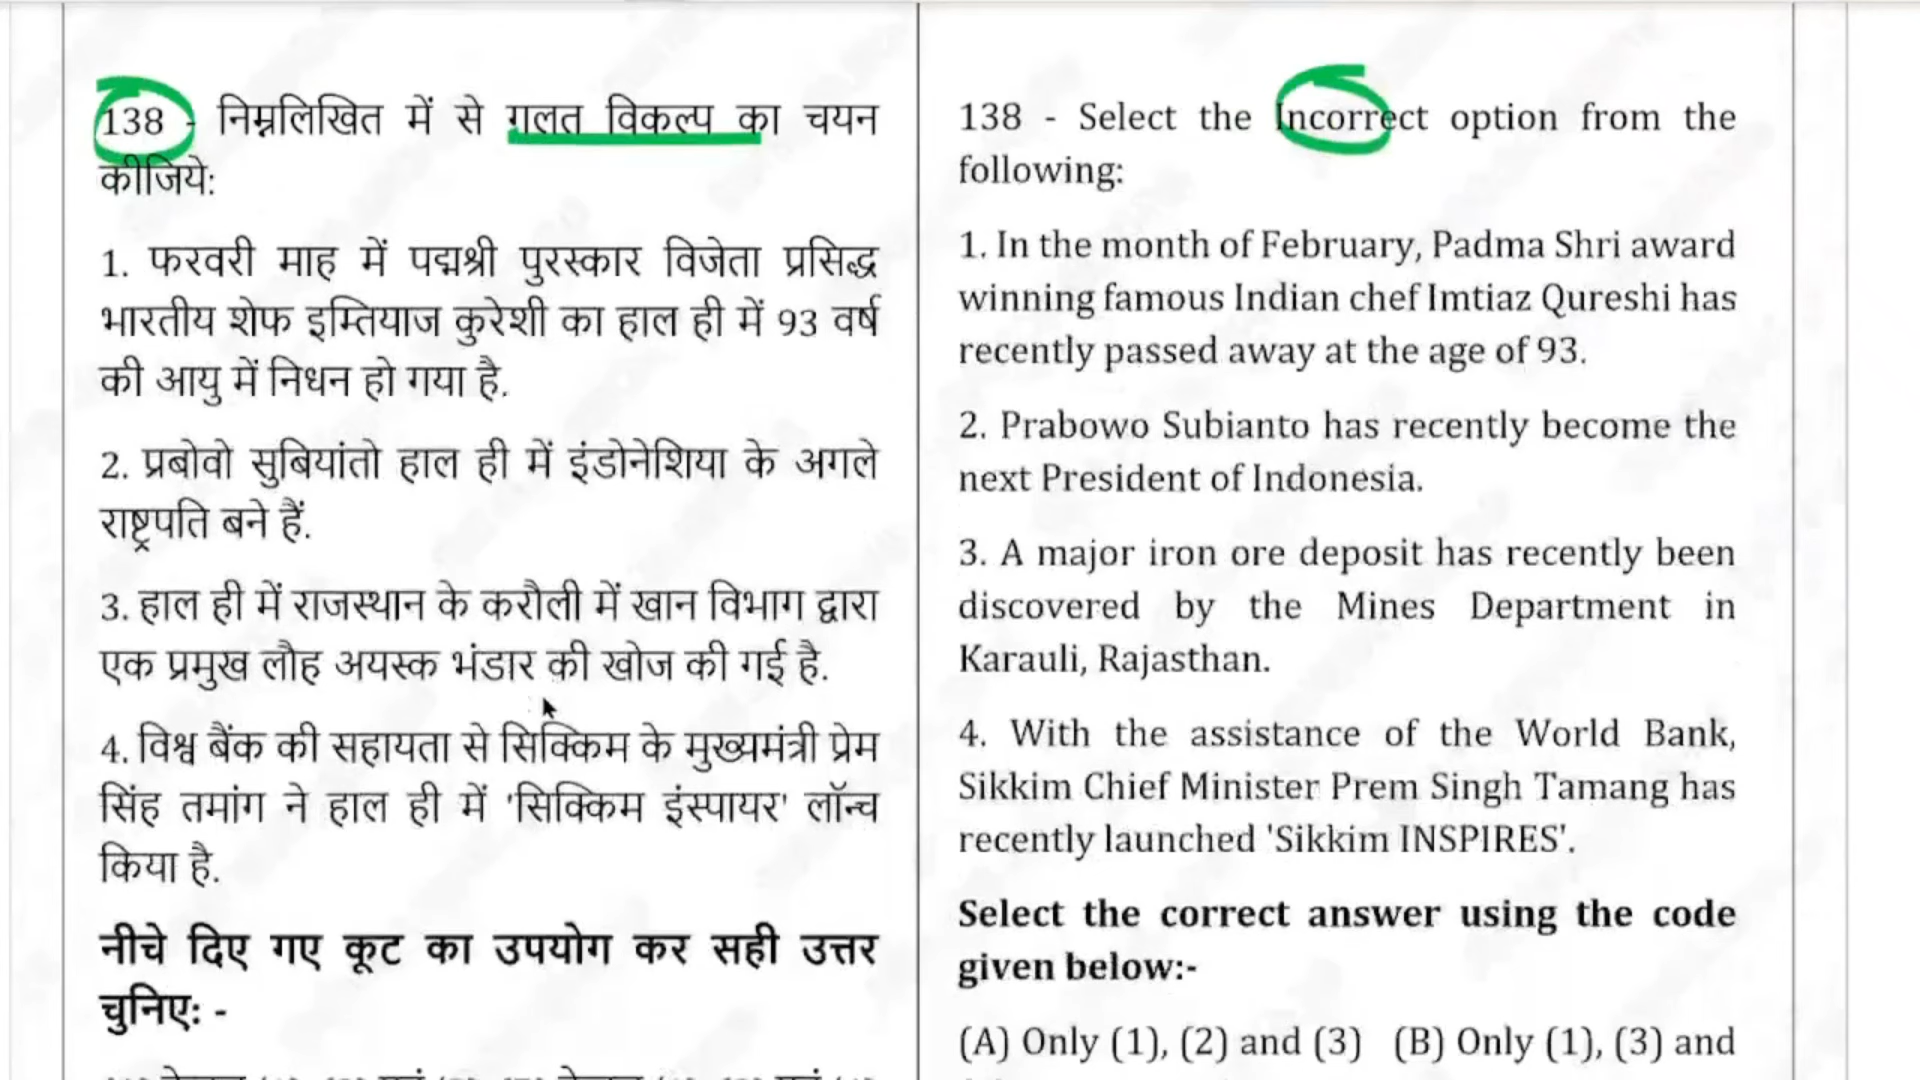 138 - निम्नलिखित में से गलत विकल्प का चयन
कीजिये:
1. फरवरी माह में पद्मश्री पुरस्कार विजेता प्रसिद्ध
भारतीय शेफ इम्तियाज कुरेशी का हाल ही में 93 वर्ष
की आयु में निधन हो गया है.
2. प्रबोवो सुबियांतो हाल ही में इंडोनेशिया के अगले
राष्ट्रपति बने हैं.
3. हाल ही में राजस्थान के करौली में खान विभाग द्वारा
एक प्रमुख लौह अयस्क भंडार की खोज की गई है.
4. विश्व बैंक की सहायता से सिक्किम के मुख्यमंत्री प्रेम
सिंह तमांग ने हाल ही में 'सिक्किम इंस्पायर' लॉन्च
किया है.
नीचे दिए गए कूट का उपयोग कर सही उत्तर
चुनिए: -
138 - Select the Incorrect option from the
following:
1. In the month of February, Padma Shri award
winning famous Indian chef Imtiaz Qureshi has
recently passed away at the age of 93.
2. Prabowo Subianto has recently become the
next President of Indonesia.
3. A major iron ore deposit has recently been
discovered by the Mines Department in
Karauli, Rajasthan.
4. With the assistance of the World Bank,
Sikkim Chief Minister Prem Singh Tamang has
recently launched 'Sikkim INSPIRES'.
Select the correct answer using the code
given below:-
(A) Only (1), (2) and (3) (B) Only (1), (3) and